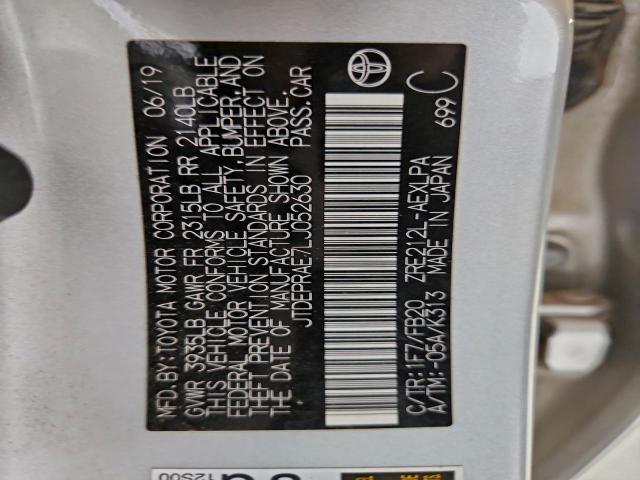 MFD. BY: TOYOTA MOTOR CORPORATION 06/19
GVWR 3935LB GAWR FR 2315LB RR 2140LB
THIS VEHICLE CONFORMS TO ALL APPLICABLE
FEDERAL MOTOR VEHICLE SAFETY, BUMPER, AND
THEFT PREVENTION STANDARDS IN EFFECT ON
THE DATE OF MANUFACTURE SHOWN ABOVE.
JTDEPRAE7LJ052630 PASS. CAR
C/TR: 1F7/FB20 ZRE212L-AEXLPA
A/TM: -05A/K313 MADE IN JAPAN 699 C
12S00